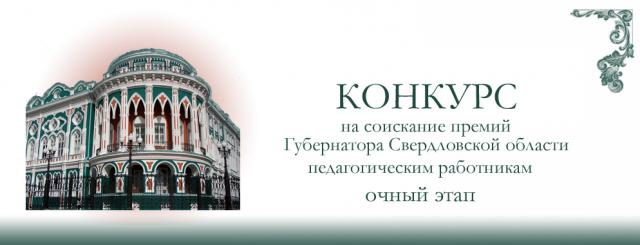 КОНКУРС
на соискание премий
Губернатора Свердловской области
педагогическим работникам
очный этап